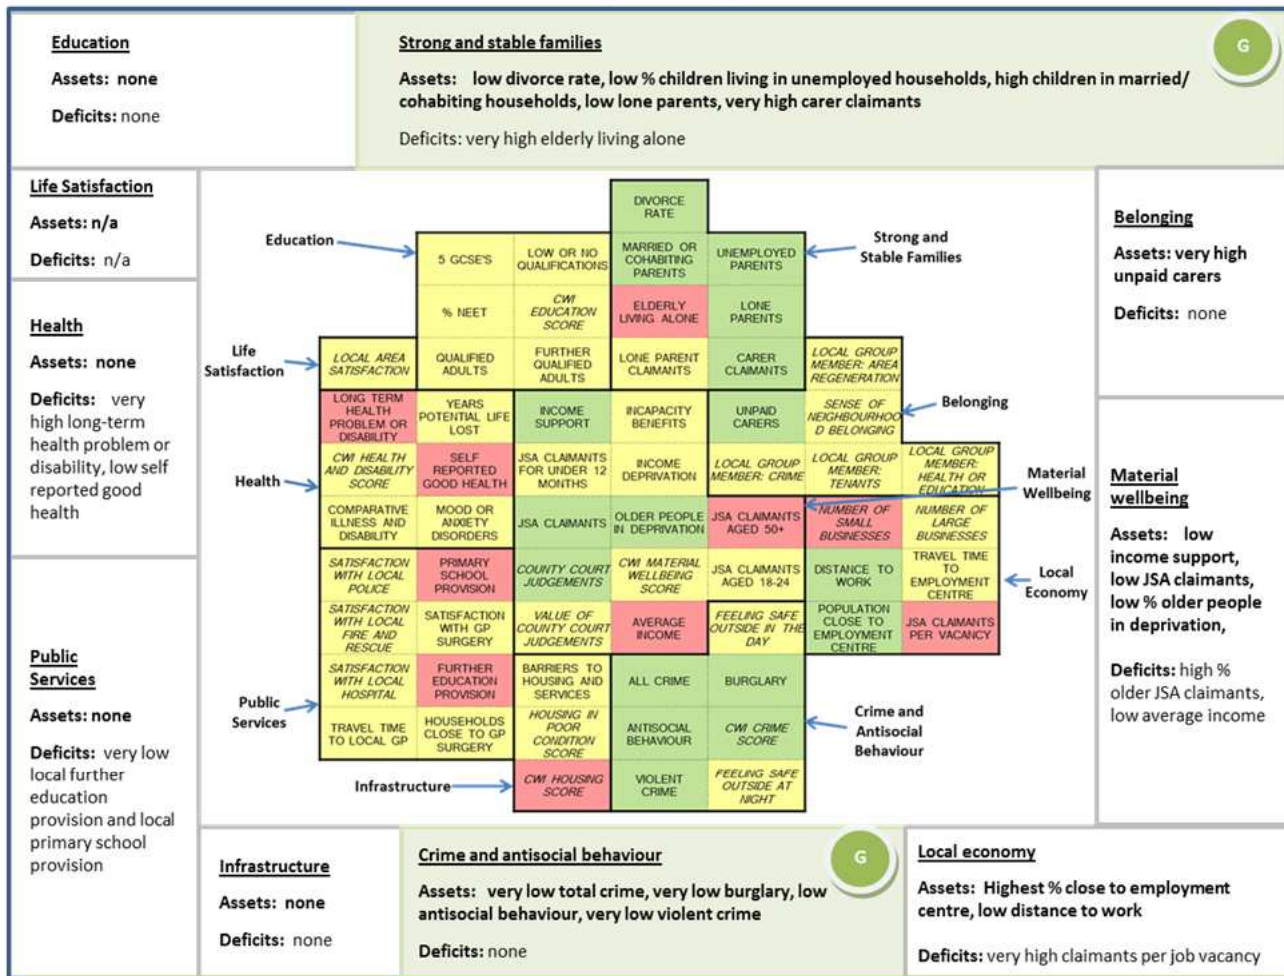 Education
Assets: none
Deficits: none
Strong and stable families
G
Assets: low divorce rate, low % children living in unemployed households, high children in married/
cohabiting households, low lone parents, very high carer claimants
Deficits: very high elderly living alone
Life Satisfaction
Assets: n/a
Deficits: n/a
Health
Assets: none
Deficits: very
high long-term
health problem or
disability, low self
reported good
health
Public
Services
Assets: none
Deficits: very low
local further
education
provision and local
primary school
provision
Education
Strong and
Stable Families
Life
Satisfaction
Belonging
Health
Material
Wellbeing
Local
Economy
Public
Services
Crime and
Antisocial
Behaviour
Infrastructure
DIVORCE
RATE
5 GCSE'S
LOW OR NO
QUALIFICATIONS
MARRIED OR
COHABITING
PARENTS
UNEMPLOYED
PARENTS
% NEET
CWI
EDUCATION
SCORE
ELDERLY
LIVING ALONE
LONE
PARENTS
LOCAL AREA
SATISFACTION
QUALIFIED
ADULTS
FURTHER
QUALIFIED
ADULTS
LONE PARENT
CLAIMANTS
CARER
CLAIMANTS
LOCAL GROUP
MEMBER: AREA
REGENERATION
LONG TERM
HEALTH
PROBLEM OR
DISABILITY
YEARS
POTENTIAL LIFE
LOST
INCOME
SUPPORT
INCAPACITY
BENEFITS
UNPAID
CARERS
SENSE OF
NEIGHBOURHOO
D BELONGING
CWI HEALTH
AND DISABILITY
SCORE
SELF
REPORTED
GOOD HEALTH
JSA CLAIMANTS
FOR UNDER 12
MONTHS
INCOME
DEPRIVATION
LOCAL GROUP
MEMBER: CRIME
LOCAL GROUP
MEMBER:
TENANTS
LOCAL GROUP
MEMBER:
HEALTH OR
EDUCATION
COMPARATIVE
ILLNESS AND
DISABILITY
MOOD OR
ANXIETY
DISORDERS
JSA CLAIMANTS
OLDER PEOPLE
IN DEPRIVATION
JSA CLAIMANTS
AGED 50+
NUMBER OF
SMALL
BUSINESSES
NUMBER OF
LARGE
BUSINESSES
SATISFACTION
WITH LOCAL
POLICE
PRIMARY
SCHOOL
PROVISION
COUNTY COURT
JUDGEMENTS
CWI MATERIAL
WELLBEING
SCORE
JSA CLAIMANTS
AGED 18-24
DISTANCE TO
WORK
TRAVEL TIME
TO
EMPLOYMENT
CENTRE
SATISFACTION
WITH LOCAL
FIRE AND
RESCUE
SATISFACTION
WITH GP
SURGERY
VALUE OF
COUNTY COURT
JUDGEMENTS
AVERAGE
INCOME
FEELING SAFE
OUTSIDE IN THE
DAY
POPULATION
CLOSE TO
EMPLOYMENT
CENTRE
JSA CLAIMANTS
PER VACANCY
SATISFACTION
WITH LOCAL
HOSPITAL
FURTHER
EDUCATION
PROVISION
BARRIERS TO
HOUSING AND
SERVICES
ALL CRIME
BURGLARY
TRAVEL TIME
TO LOCAL GP
HOUSEHOLDS
CLOSE TO GP
SURGERY
HOUSING IN
POOR
CONDITION
SCORE
ANTISOCIAL
BEHAVIOUR
CWI CRIME
SCORE
CWI HOUSING
SCORE
VIOLENT
CRIME
FEELING SAFE
OUTSIDE AT
NIGHT
Belonging
Assets: very high
unpaid carers
Deficits: none
Material
wellbeing
Assets: low
income support,
low JSA claimants,
low % older people
in deprivation,
Deficits: high %
older JSA claimants,
low average income
Infrastructure
Assets: none
Deficits: none
Crime and antisocial behaviour
G
Assets: very low total crime, very low burglary, low
antisocial behaviour, very low violent crime
Deficits: none
Local economy
Assets: Highest % close to employment
centre, low distance to work
Deficits: very high claimants per job vacancy